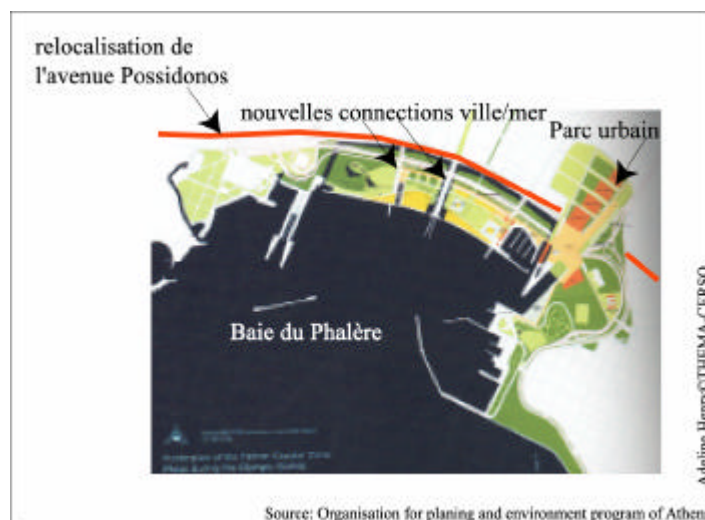 relocalisation de
l'avenue Possidonos
nouvelles connections ville/mer
Parc urbain
Baie du Phalère
Source: Organisation for planing and environment program of Athen